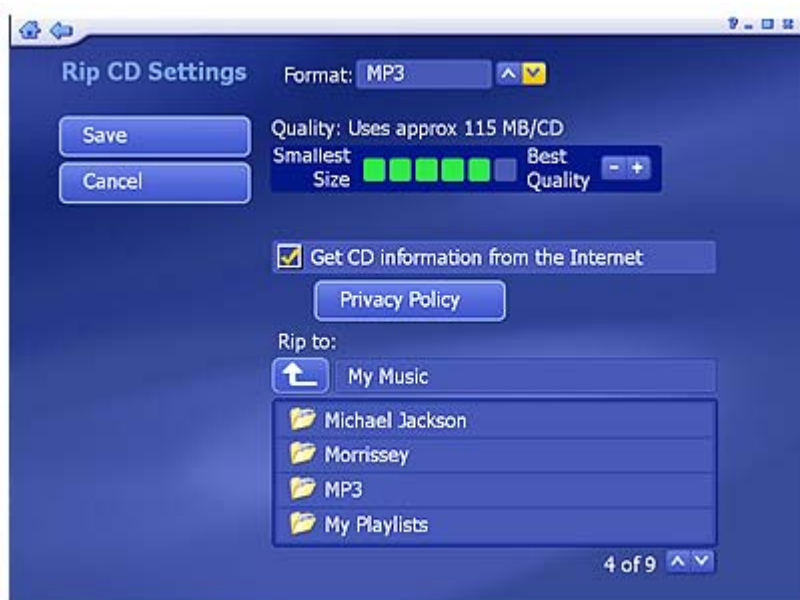 Rip CD Settings
Format: MP3
Save
Cancel
Quality: Uses approx 115 MB/CD
Smallest Size
Best Quality
- +
Get CD information from the Internet
Privacy Policy
Rip to:
My Music
Michael Jackson
Morrissey
MP3
My Playlists
4 of 9